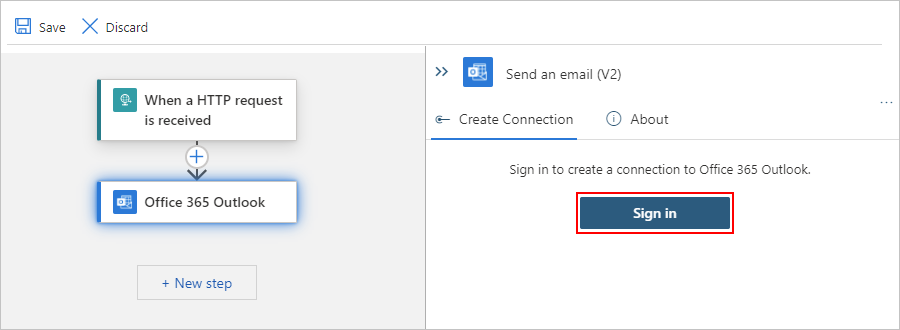 Save
Discard
When a HTTP request
is received
Office 365 Outlook
+ New step
Send an email (V2)
...
Create Connection
About
Sign in to create a connection to Office 365 Outlook.
Sign in